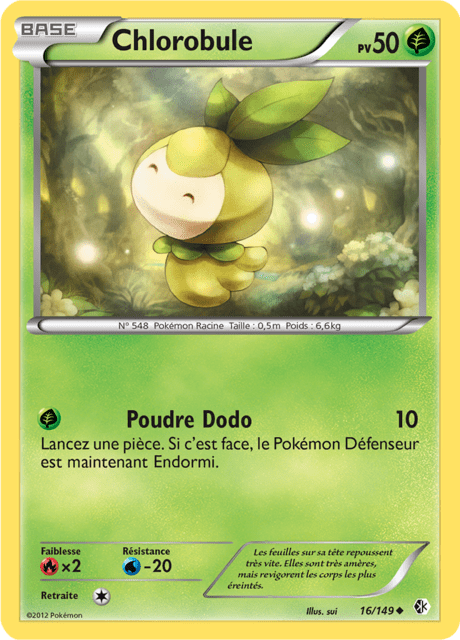 BASE
Chlorobule
PV50
N° 548 Pokémon Racine Taille : 0,5m Poids : 6,6kg
Poudre Dodo 10
Lancez une pièce. Si c'est face, le Pokémon Défenseur
est maintenant Endormi.
Faiblesse
×2
Résistance
-20
Retraite
Les feuilles sur sa tête repoussent
très vite. Elles sont très amères,
mais revigorent les corps les plus
éreintés.
©2012 Pokémon
Illus. sui
16/149